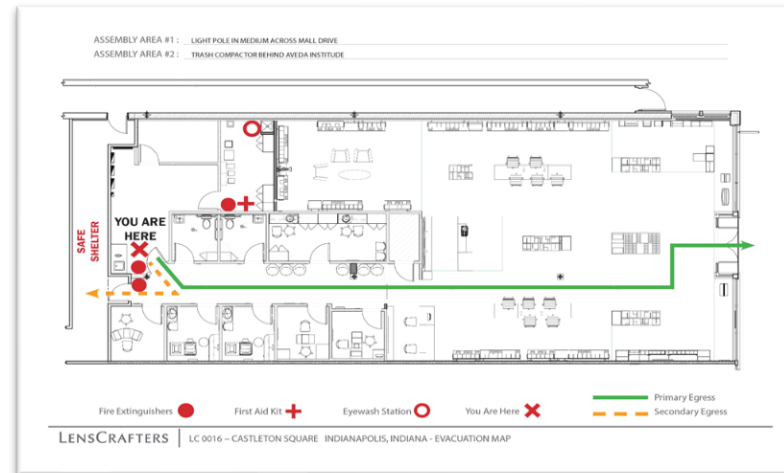 ASSEMBLY AREA #1 : LIGHT POLE IN MEDIUM ACROSS MALL DRIVE
ASSEMBLY AREA #2 : TRASH COMPACTOR BEHIND AVEDA INSTITUDE
SAFE SHELTER
YOU ARE
HERE
Fire Extinguishers
First Aid Kit
Eyewash Station
You Are Here
Primary Egress
Secondary Egress
LENSCRAFTERS
LC 0016 – CASTLETON SQUARE INDIANAPOLIS, INDIANA - EVACUATION MAP